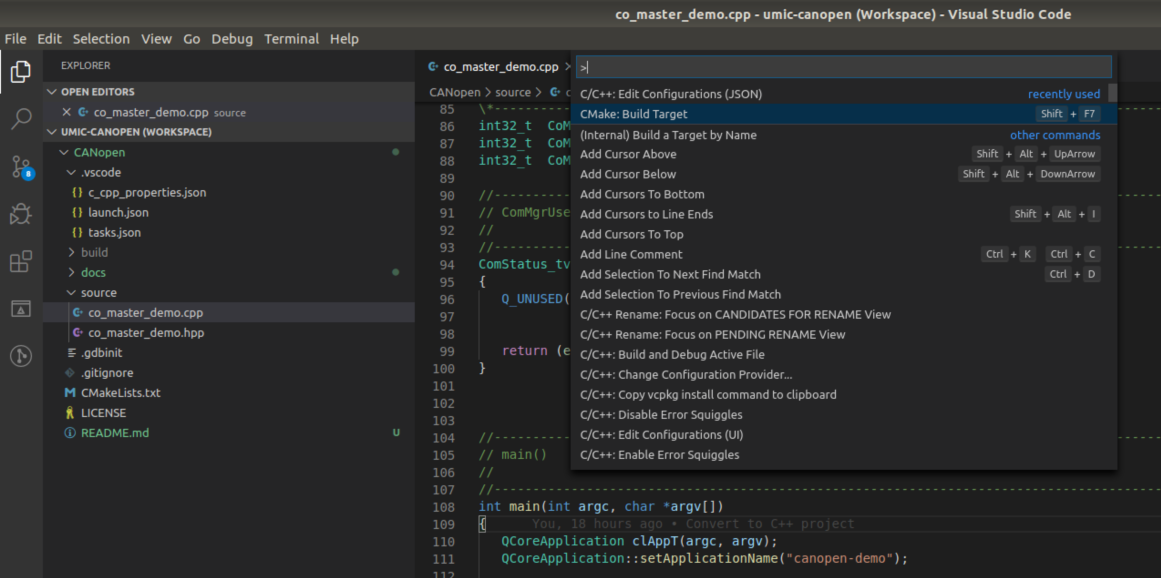 co_master_demo.cpp - umic-canopen (Workspace) - Visual Studio Code
File Edit Selection View Go Debug Terminal Help
EXPLORER
OPEN EDITORS
co_master_demo.cpp source
UMIC-CANOPEN (WORKSPACE)
CANopen
.vscode
{} c_cpp_properties.json
{} launch.json
{} tasks.json
build
docs
source
co_master_demo.cpp
co_master_demo.hpp
.gdbinit
.gitignore
CMakeLists.txt
LICENSE
README.md U
8
co_master_demo.cpp
CANopen > source >
>
C/C++: Edit Configurations (JSON) recently used
CMake: Build Target Shift + F7
(Internal) Build a Target by Name other commands
Add Cursor Above Shift + Alt + UpArrow
Add Cursor Below Shift + Alt + DownArrow
Add Cursors To Bottom
Add Cursors to Line Ends Shift + Alt + I
Add Cursors To Top
Add Line Comment Ctrl + K Ctrl + C
Add Selection To Next Find Match Ctrl + D
Add Selection To Previous Find Match
C/C++ Rename: Focus on CANDIDATES FOR RENAME View
C/C++ Rename: Focus on PENDING RENAME View
C/C++: Build and Debug Active File
C/C++: Change Configuration Provider...
C/C++: Copy vcpkg install command to clipboard
C/C++: Disable Error Squiggles
C/C++: Edit Configurations (UI)
C/C++: Enable Error Squiggles
85 \*----------
86 int32_t CoM
87 int32_t CoM
88 int32_t CoM
89
90 //----------
91 // ComMgrUse
92 //
93 //----------
94 ComStatus_tv
95 {
96 Q_UNUSED(
97
98
99 return (e
100 }
101
102
103
104 //----------
105 // main()
106 //
107 //----------
108 int main(int argc, char *argv[])
109 { You, 18 hours ago • Convert to C++ project
110 QCoreApplication clAppT(argc, argv);
111 QCoreApplication::setApplicationName("canopen-demo");
112